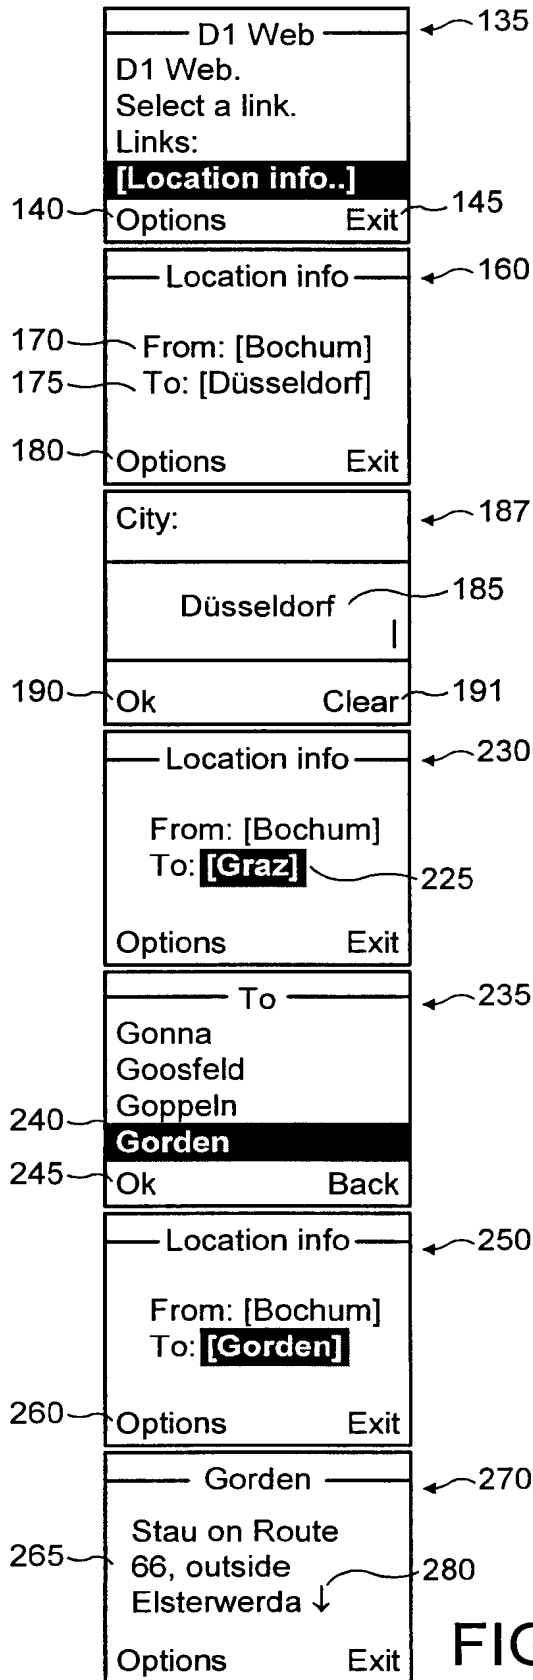 D1 Web 135
D1 Web.
Select a link.
Links:
[Location info..]
140 Options Exit 145
Location info 160
170 From: [Bochum]
175 To: [Düsseldorf]
180 Options Exit
City: 187
Düsseldorf 185
190 Ok Clear 191
Location info 230
From: [Bochum]
To: [Graz] 225
Options Exit
To 235
Gonna
Goosfeld
240 Goppeln
Gorden
245 Ok Back
Location info 250
From: [Bochum]
To: [Gorden]
260 Options Exit
Gorden 270
Stau on Route
265 66, outside 280
Elsterwerda ↓
Options Exit
FIG